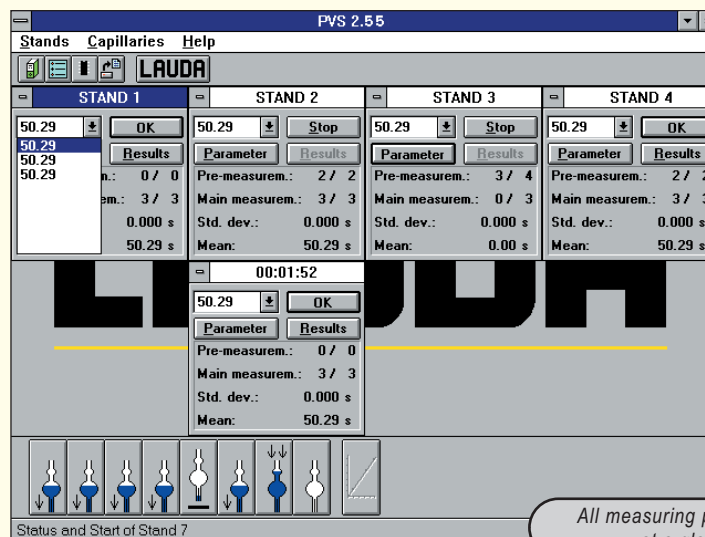 PVS 2.55
Stands Capillaries Help
LAUDA
STAND 1
50.29 OK
50.29
50.29
50.29
Results
n.: 0 / 0
em.: 3 / 3
0.000 s
50.29 s
STAND 2
50.29 Stop
Parameter Results
Pre-measurem.: 2 / 2
Main measurem.: 3 / 3
Std. dev.: 0.000 s
Mean: 50.29 s
STAND 3
50.29 Stop
Parameter Results
Pre-measurem.: 3 / 4
Main measurem.: 0 / 3
Std. dev.: 0.000 s
Mean: 0.00 s
STAND 4
50.29 OK
Parameter Results
Pre-measurem.: 2 /
Main measurem.: 3 /
Std. dev.: 0.000 s
Mean: 50.29 s
00:01:52
50.29 OK
Parameter Results
Pre-measurem.: 0 / 0
Main measurem.: 3 / 3
Std. dev.: 0.000 s
Mean: 50.29 s
Status and Start of Stand 7
All measuring